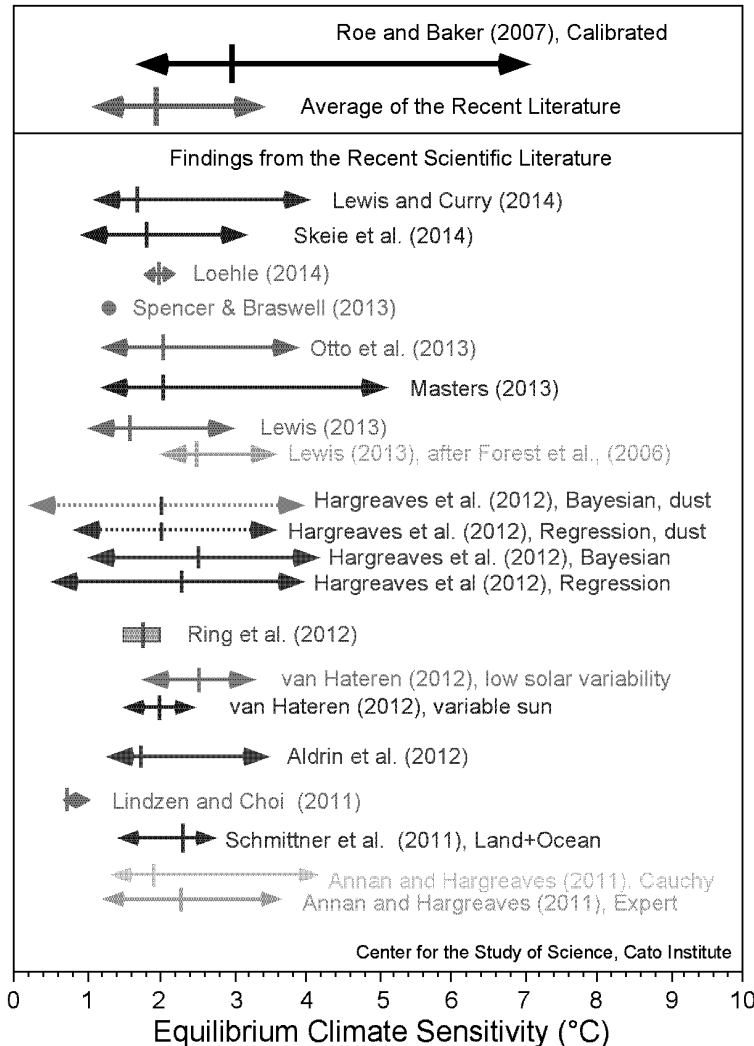 Roe and Baker (2007), Calibrated
Average of the Recent Literature
Findings from the Recent Scientific Literature
Lewis and Curry (2014)
Skeie et al. (2014)
Loehle (2014)
Spencer & Braswell (2013)
Otto et al. (2013)
Masters (2013)
Lewis (2013)
Lewis (2013), after Forest et al., (2006)
Hargreaves et al. (2012), Bayesian, dust
Hargreaves et al. (2012), Regression, dust
Hargreaves et al. (2012), Bayesian
Hargreaves et al (2012), Regression
Ring et al. (2012)
van Hateren (2012), low solar variability
van Hateren (2012), variable sun
Aldrin et al. (2012)
Lindzen and Choi (2011)
Schmittner et al. (2011), Land+Ocean
Annan and Hargreaves (2011), Cauchy
Annan and Hargreaves (2011), Expert
Center for the Study of Science, Cato Institute
0 1 2 3 4 5 6 7 8 9 10
Equilibrium Climate Sensitivity (°C)